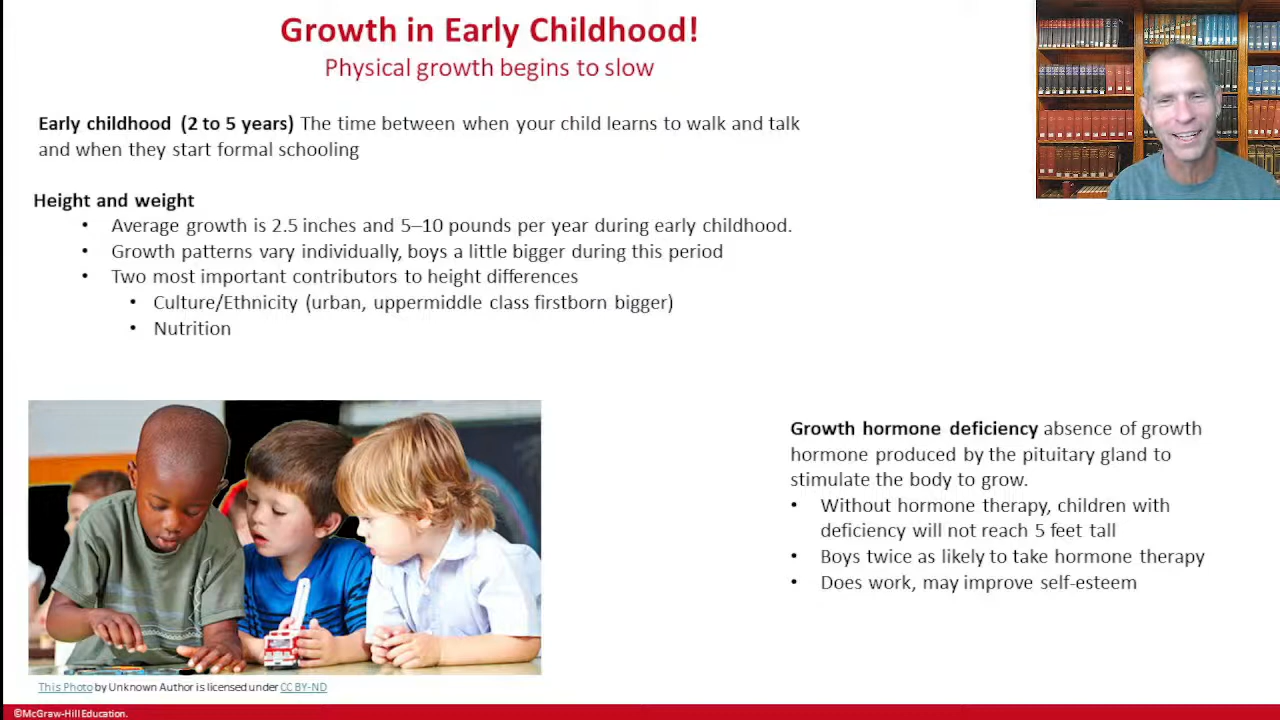 Growth in Early Childhood!
Physical growth begins to slow
Early childhood (2 to 5 years) The time between when your child learns to walk and talk
and when they start formal schooling
Height and weight
• Average growth is 2.5 inches and 5–10 pounds per year during early childhood.
• Growth patterns vary individually, boys a little bigger during this period
• Two most important contributors to height differences
• Culture/Ethnicity (urban, uppermiddle class firstborn bigger)
• Nutrition
Growth hormone deficiency absence of growth
hormone produced by the pituitary gland to
stimulate the body to grow.
• Without hormone therapy, children with
deficiency will not reach 5 feet tall
• Boys twice as likely to take hormone therapy
• Does work, may improve self-esteem
This Photo by Unknown Author is licensed under CC BY-ND
©McGraw-Hill Education.